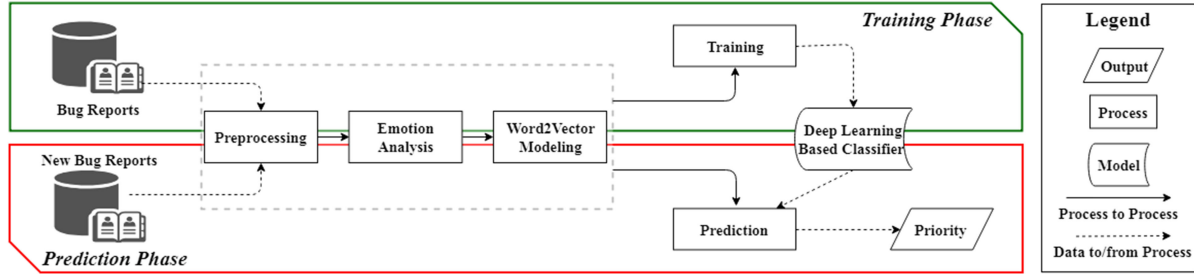 Training Phase
Bug Reports
Preprocessing
Emotion
Analysis
Word2Vector
Modeling
Training
Deep Learning
Based Classifier
New Bug Reports
Prediction
Priority
Prediction Phase
Legend
Output
Process
Model
Process to Process
Data to/from Process